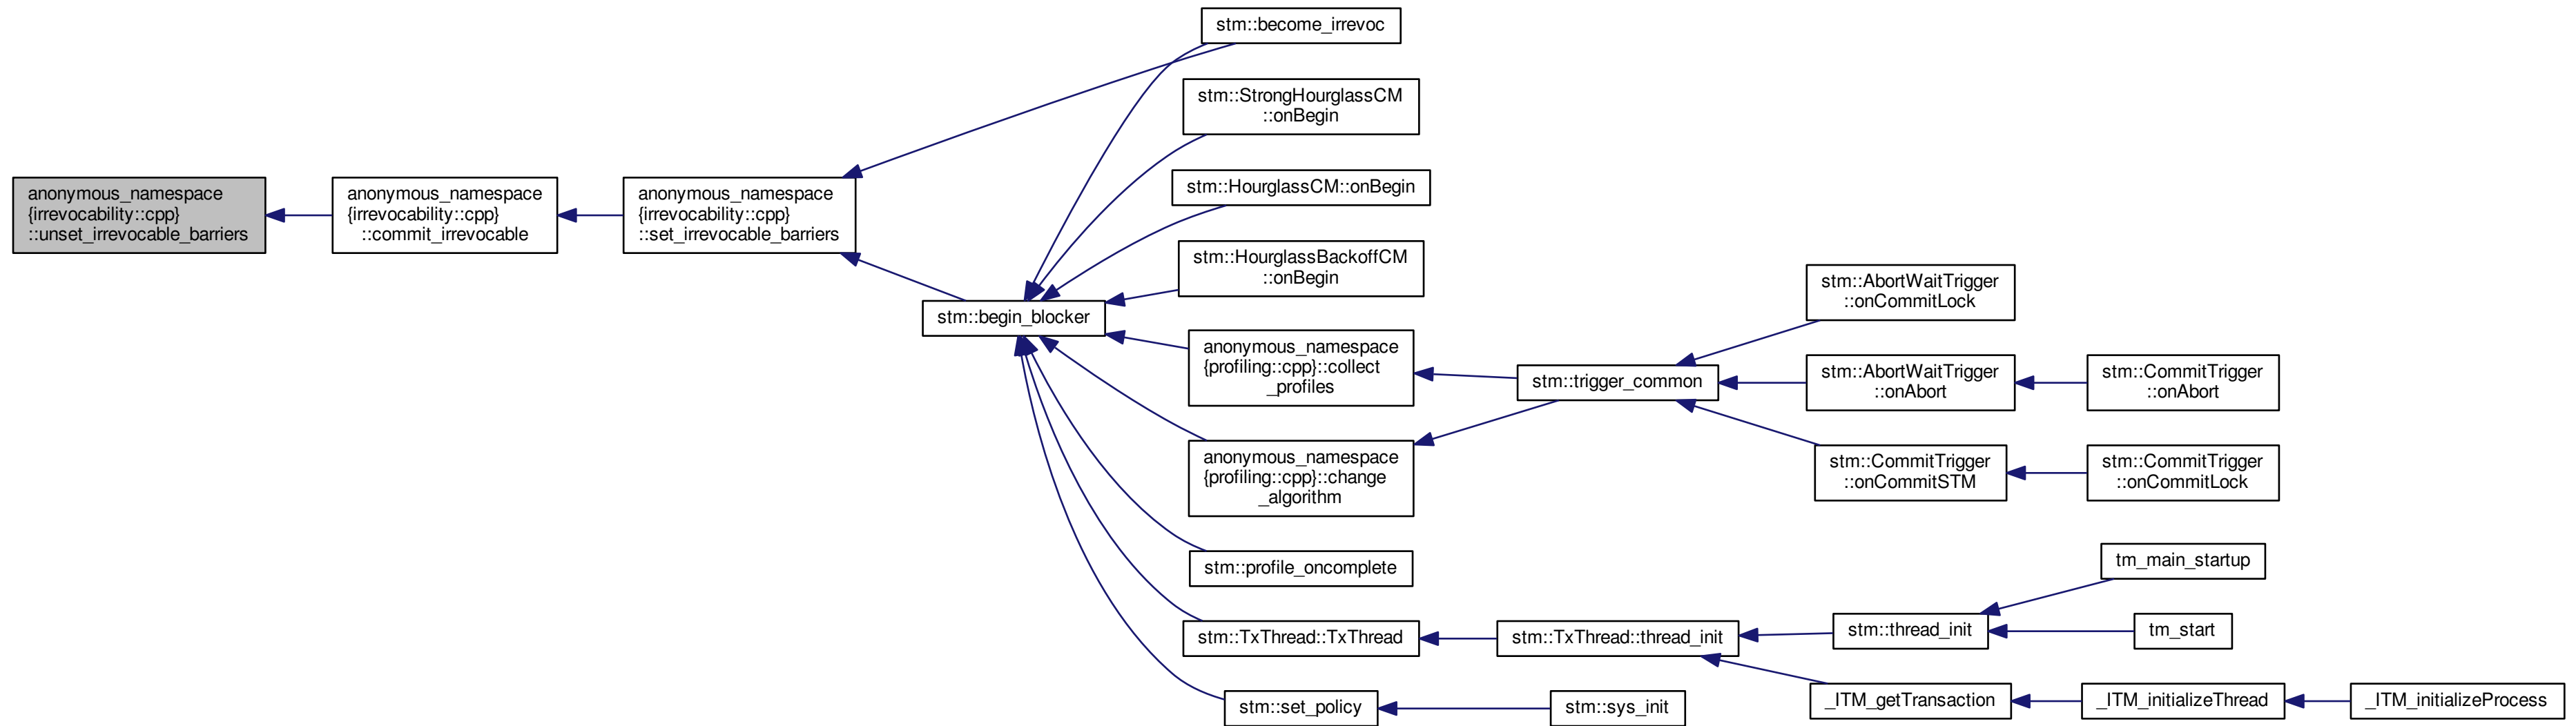 anonymous_namespace
{irrevocability::cpp}
::unset_irrevocable_barriers
anonymous_namespace
{irrevocability::cpp}
::commit_irrevocable
anonymous_namespace
{irrevocability::cpp}
::set_irrevocable_barriers
stm::become_irrevoc
stm::begin_blocker
stm::StrongHourglassCM
::onBegin
stm::HourglassCM::onBegin
stm::HourglassBackoffCM
::onBegin
anonymous_namespace
{profiling::cpp}::collect
_profiles
anonymous_namespace
{profiling::cpp}::change
_algorithm
stm::profile_oncomplete
stm::TxThread::TxThread
stm::set_policy
stm::trigger_common
stm::AbortWaitTrigger
::onCommitLock
stm::AbortWaitTrigger
::onAbort
stm::CommitTrigger
::onAbort
stm::CommitTrigger
::onCommitSTM
stm::CommitTrigger
::onCommitLock
stm::TxThread::thread_init
stm::thread_init
tm_main_startup
tm_start
_ITM_getTransaction
_ITM_initializeThread
_ITM_initializeProcess
stm::sys_init